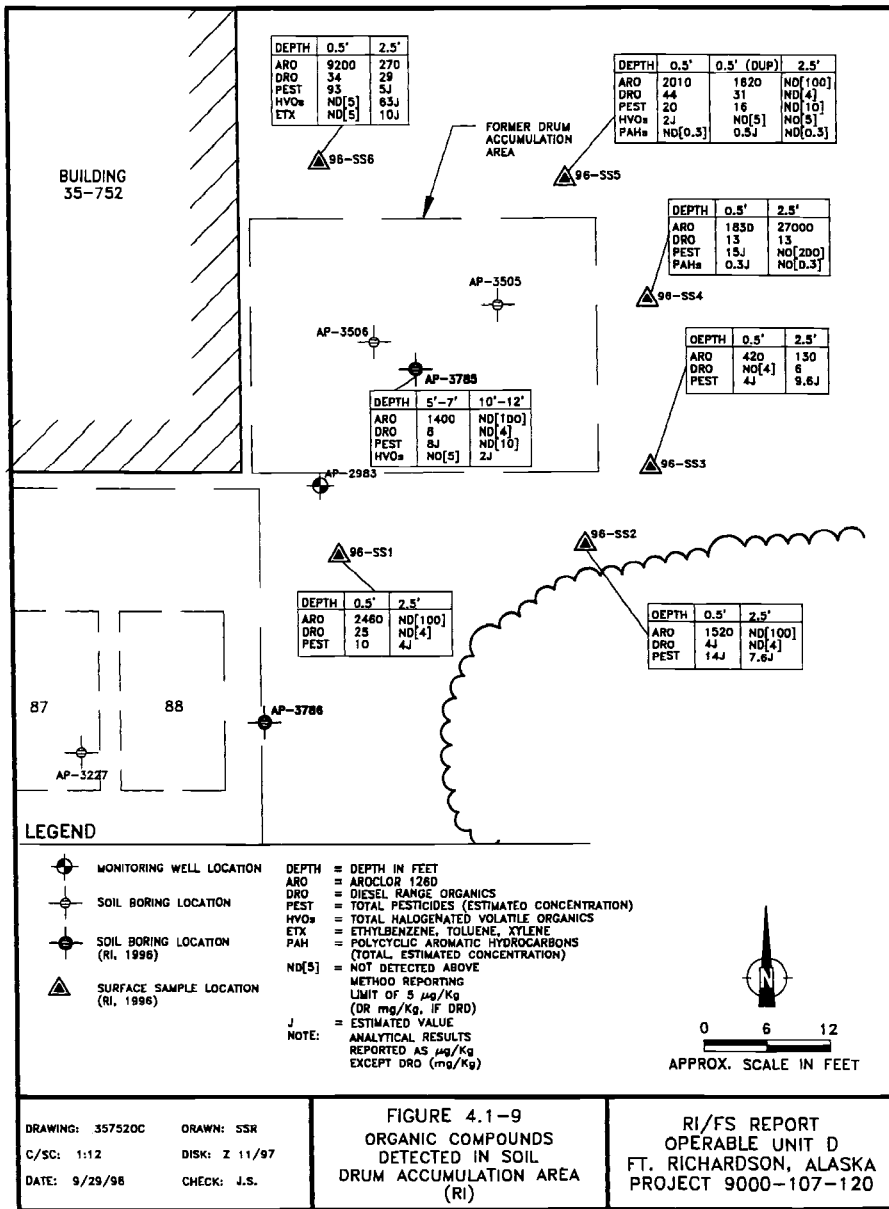 DEPTH 0.5' 2.5'
ARO 9200 270
DRO 34 29
PEST 93 5J
HVOs ND[5] 63J
ETX ND[5] 10J
DEPTH 0.5' 0.5' (DUP) 2.5'
ARO 2010 1620 ND[100]
DRO 44 31 ND[4]
PEST 20 16 ND[10]
HVOs 2J ND[5] ND[5]
PAHs ND[0.3] 0.5J ND[0.3]
FORMER DRUM
ACCUMULATION
AREA
96-SS6
96-SS5
BUILDING
35-752
DEPTH 0.5' 2.5'
ARO 1830 27000
DRO 13 13
PEST 15J ND[200]
PAHs 0.3J ND[0.3]
AP-3505
96-SS4
AP-3506
AP-3785
DEPTH 0.5' 2.5'
ARO 420 130
DRO ND[4] 6
PEST 4J 9.6J
DEPTH 5'-7' 10'-12'
ARO 1400 ND[100]
DRO 8 ND[4]
PEST 8J ND[10]
HVOs ND[5] 2J
96-SS3
AP-2983
96-SS1
96-SS2
DEPTH 0.5' 2.5'
ARO 2460 ND[100]
DRO 25 ND[4]
PEST 10 4J
DEPTH 0.5' 2.5'
ARO 1520 ND[100]
DRO 4J ND[4]
PEST 14J 7.6J
87
88
AP-3786
AP-3227
LEGEND
MONITORING WELL LOCATION
SOIL BORING LOCATION
SOIL BORING LOCATION
(RI, 1996)
SURFACE SAMPLE LOCATION
(RI, 1996)
DEPTH = DEPTH IN FEET
ARO = AROCLOR 1260
DRO = DIESEL RANGE ORGANICS
PEST = TOTAL PESTICIDES (ESTIMATED CONCENTRATION)
HVOs = TOTAL HALOGENATED VOLATILE ORGANICS
ETX = ETHYLBENZENE, TOLUENE, XYLENE
PAH = POLYCYCLIC AROMATIC HYDROCARBONS
(TOTAL, ESTIMATED CONCENTRATION)
ND[5] = NOT DETECTED ABOVE
METHOD REPORTING
LIMIT OF 5 µg/Kg
(OR mg/Kg, IF DRO)
J = ESTIMATED VALUE
NOTE: ANALYTICAL RESULTS
REPORTED AS µg/Kg
EXCEPT DRO (mg/Kg)
N
0 6 12
APPROX. SCALE IN FEET
DRAWING: 357520C DRAWN: SSR
C/SC: 1:12 DISK: Z 11/97
DATE: 9/29/98 CHECK: J.S.
FIGURE 4.1-9
ORGANIC COMPOUNDS
DETECTED IN SOIL
DRUM ACCUMULATION AREA
(RI)
RI/FS REPORT
OPERABLE UNIT D
FT. RICHARDSON, ALASKA
PROJECT 9000-107-120